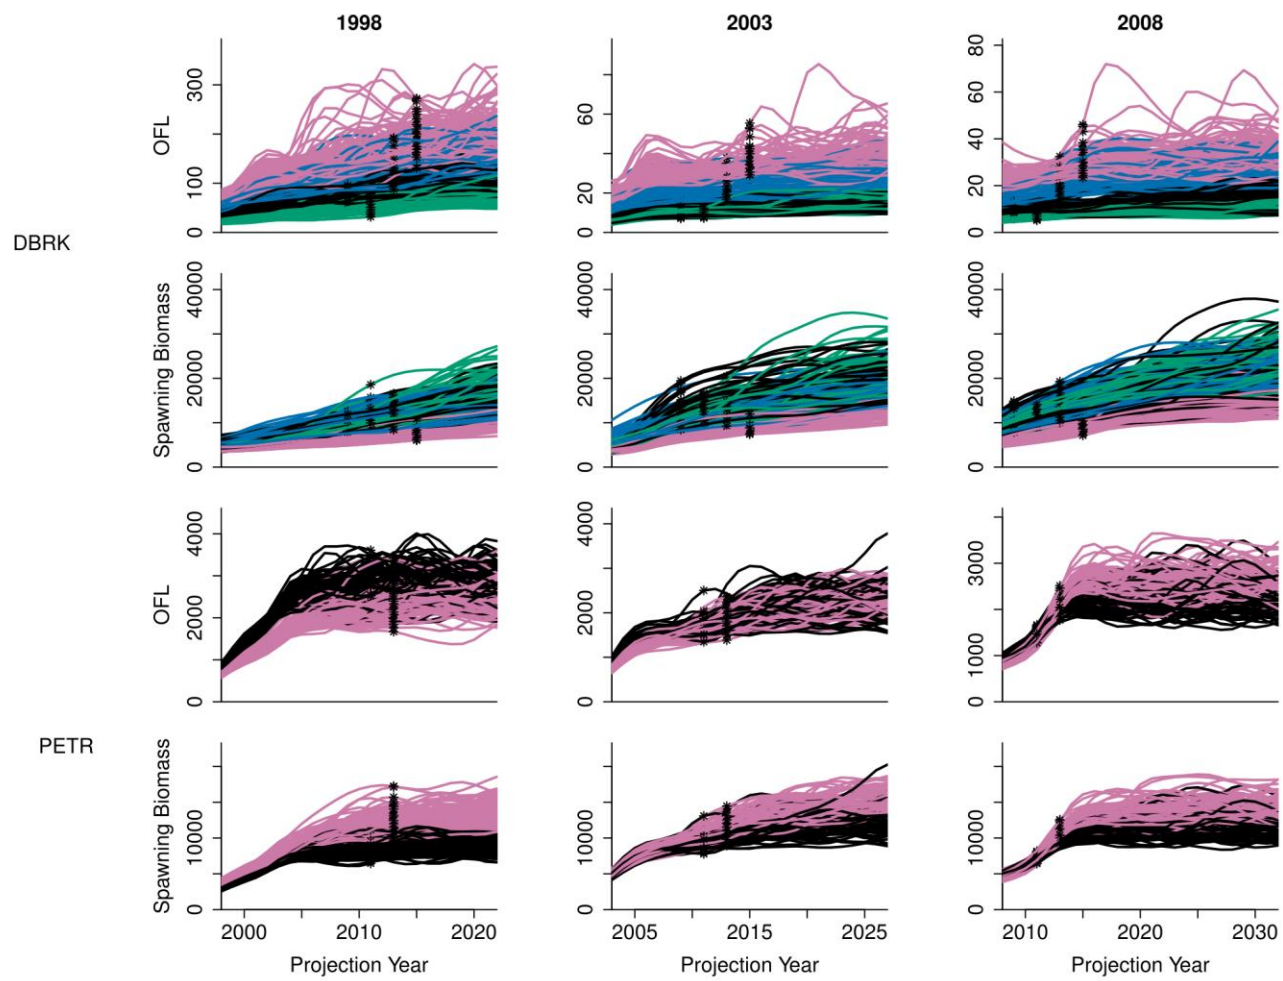 1998 2003 2008
DBRK
OFL
0 100 300
0 20 60
0 20 40 60 80
Spawning Biomass
0 20000 40000
0 20000 40000
0 20000 40000
PETR
OFL
0 2000 4000
0 2000 4000
0 1000 3000
Spawning Biomass
0 10000
0 10000
0 10000
2000 2010 2020
2005 2015 2025
2010 2020 2030
Projection Year Projection Year Projection Year